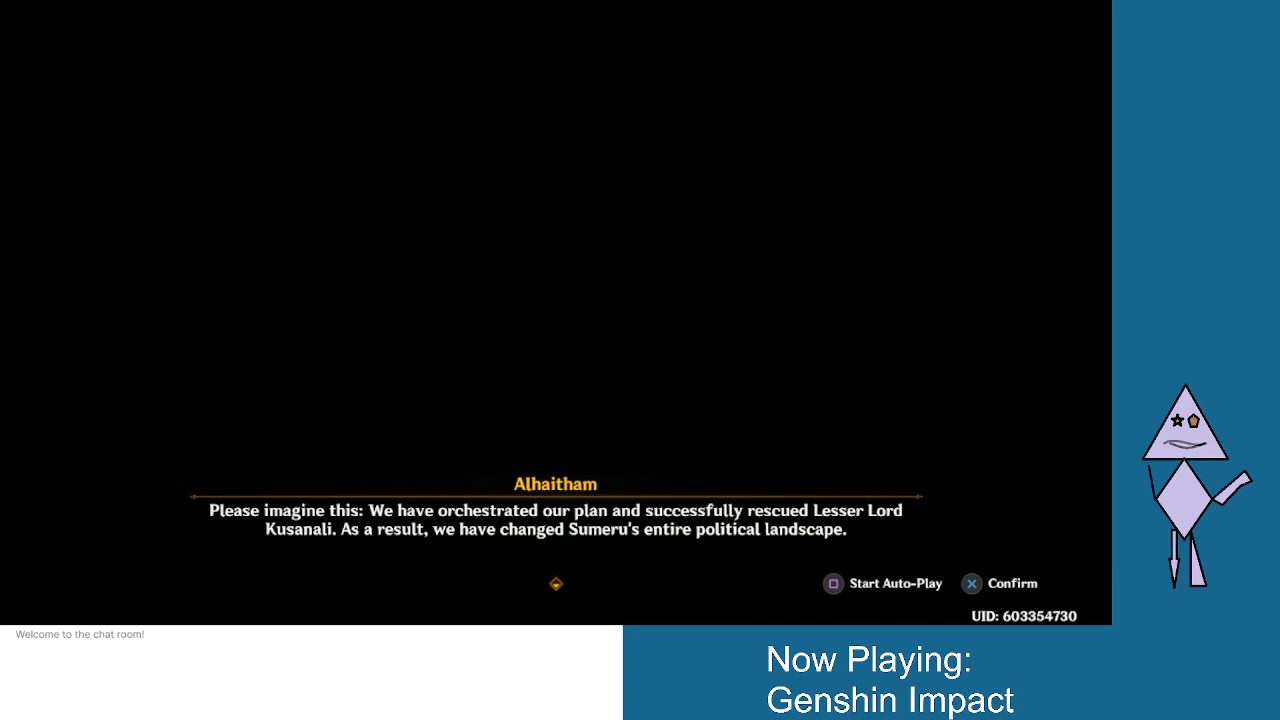 Alhaitham
Please imagine this: We have orchestrated our plan and successfully rescued Lesser Lord
Kusanali. As a result, we have changed Sumeru's entire political landscape.
Start Auto-Play
Confirm
UID: 603354730
Welcome to the chat room!
Now Playing:
Genshin Impact